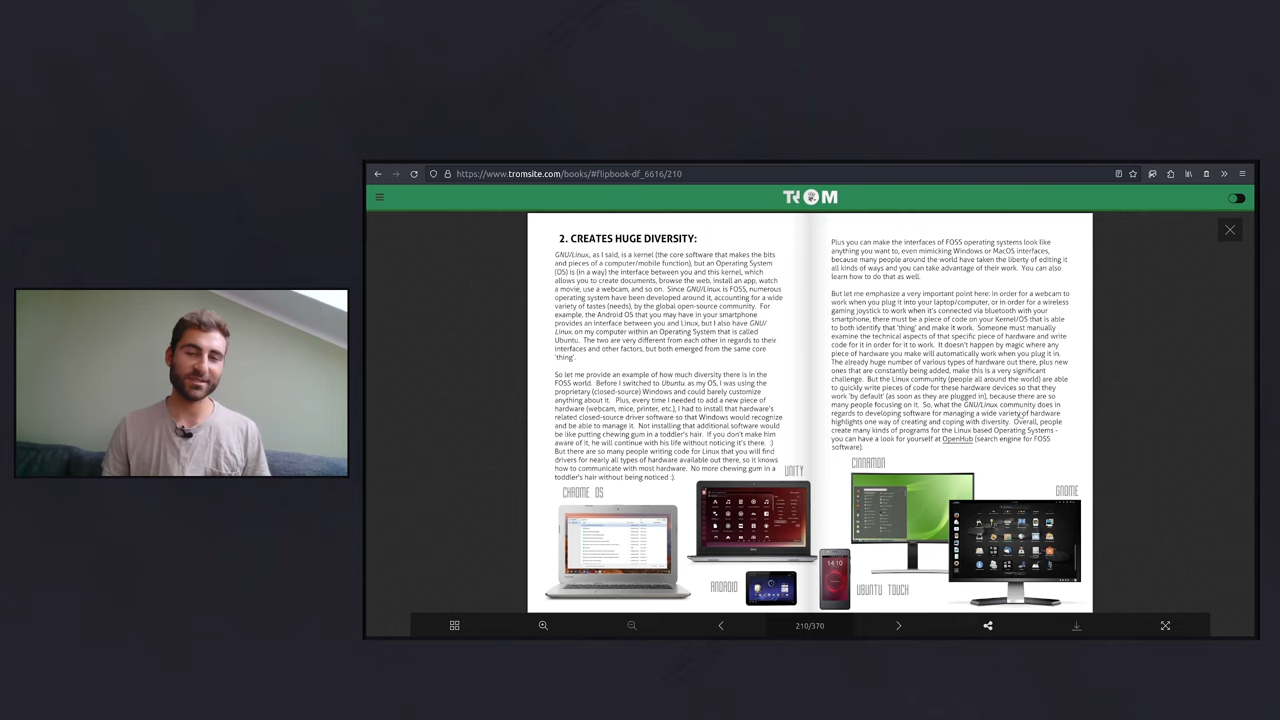 https://www.tromsite.com/books/#flipbook-df_6616/210
TROM
2. CREATES HUGE DIVERSITY:
GNU/Linux, as I said, is a kernel (the core software that makes the bits
and pieces of a computer/mobile function), but an Operating System
(OS) is (in a way) the interface between you and this kernel, which
allows you to create documents, browse the web, install an app, watch
a movie, use a webcam, and so on. Since GNU/Linux is FOSS, numerous
operating system have been developed around it, accounting for a wide
variety of tastes (needs), by the global open-source community. For
example, the Android OS that you may have in your smartphone
provides an interface between you and Linux, but I also have GNU/
Linux on my computer within an Operating System that is called
Ubuntu. The two are very different from each other in regards to their
interfaces and other factors, but both emerged from the same core
'thing'.
So let me provide an example of how much diversity there is in the
FOSS world. Before I switched to Ubuntu as my OS, I was using the
proprietary (closed-source) Windows and could barely customize
anything about it. Plus, every time I needed to add a new piece of
hardware (webcam, mice, printer, etc.), I had to install that hardware's
related closed-source driver software so that Windows would recognize
and be able to manage it. Not installing that additional software would
be like putting chewing gum in a toddler's hair. If you don't make him
aware of it, he will continue with his life without noticing it's there. :)
But there are so many people writing code for Linux that you will find
drivers for nearly all types of hardware available out there, so it knows
how to communicate with most hardware. No more chewing gum in a
toddler's hair without being noticed :).
Plus you can make the interfaces of FOSS operating systems look like
anything you want to, even mimicking Windows or MacOS interfaces,
because many people around the world have taken the liberty of editing it
all kinds of ways and you can take advantage of their work. You can also
learn how to do that as well.
But let me emphasize a very important point here: in order for a webcam to
work when you plug it into your laptop/computer, or in order for a wireless
gaming joystick to work when it's connected via bluetooth with your
smartphone, there must be a piece of code on your Kernel/OS that is able
to both identify that 'thing' and make it work. Someone must manually
examine the technical aspects of that specific piece of hardware and write
code for it in order for it to work. It doesn't happen by magic where any
piece of hardware you make will automatically work when you plug it in.
The already huge number of various types of hardware out there, plus new
ones that are constantly being added, make this is a very significant
challenge. But the Linux community (people all around the world) are able
to quickly write pieces of code for these hardware devices so that they
work 'by default' (as soon as they are plugged in), because there are so
many people focusing on it. So, what the GNU/Linux community does in
regards to developing software for managing a wide variety of hardware
highlights one way of creating and coping with diversity. Overall, people
create many kinds of programs for the Linux based Operating Systems -
you can have a look for yourself at OpenHub (search engine for FOSS
software).
CHROME OS
UNITY
ANDROID
CINNAMON
GNOME
14:10
UBUNTU TOUCH
210/370